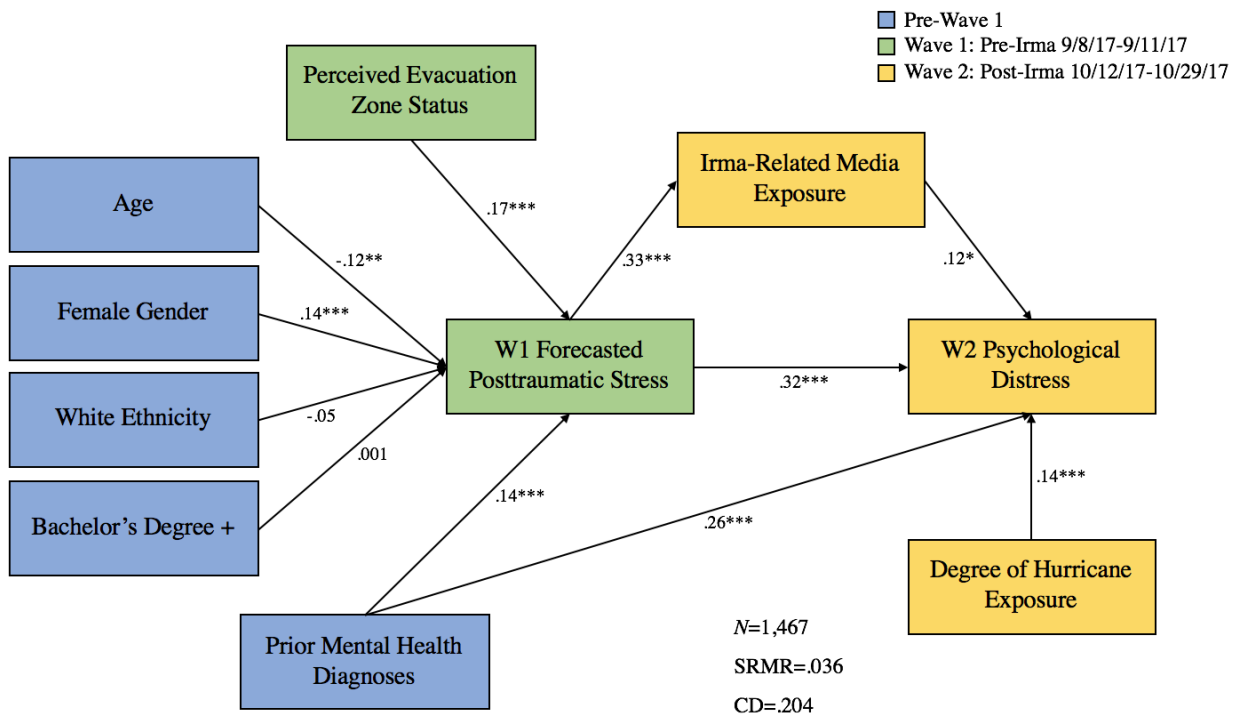 Pre-Wave 1
Wave 1: Pre-Irma 9/8/17-9/11/17
Wave 2: Post-Irma 10/12/17-10/29/17
Perceived Evacuation
Zone Status
Irma-Related Media
Exposure
Age
.17***
-.12**
.33***
.12*
Female Gender
.14***
W1 Forecasted
Posttraumatic Stress
.32***
W2 Psychological
Distress
White Ethnicity
-.05
.001
Bachelor’s Degree +
.14***
.26***
.14***
Degree of Hurricane
Exposure
Prior Mental Health
Diagnoses
N=1,467
SRMR=.036
CD=.204